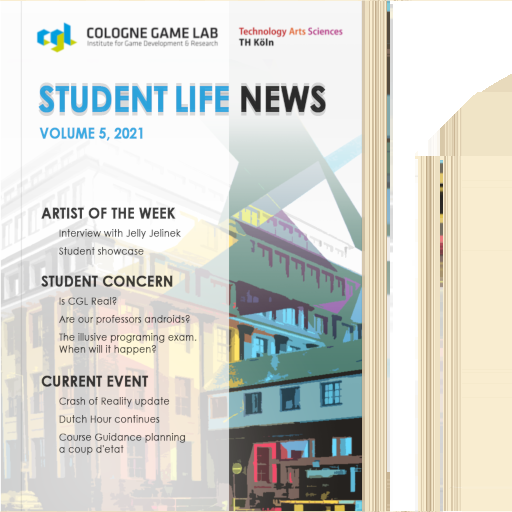 cgl COLOGNE GAME LAB
Institute for Game Development & Research
Technology Arts Sciences
TH Köln
STUDENT LIFE NEWS
VOLUME 5, 2021
ARTIST OF THE WEEK
Interview with Jelly Jelinek
Student showcase
STUDENT CONCERN
Is CGL Real?
Are our professors androids?
The illusive programing exam.
When will it happen?
CURRENT EVENT
Crash of Reality update
Dutch Hour continues
Course Guidance planning
a coup d'etat